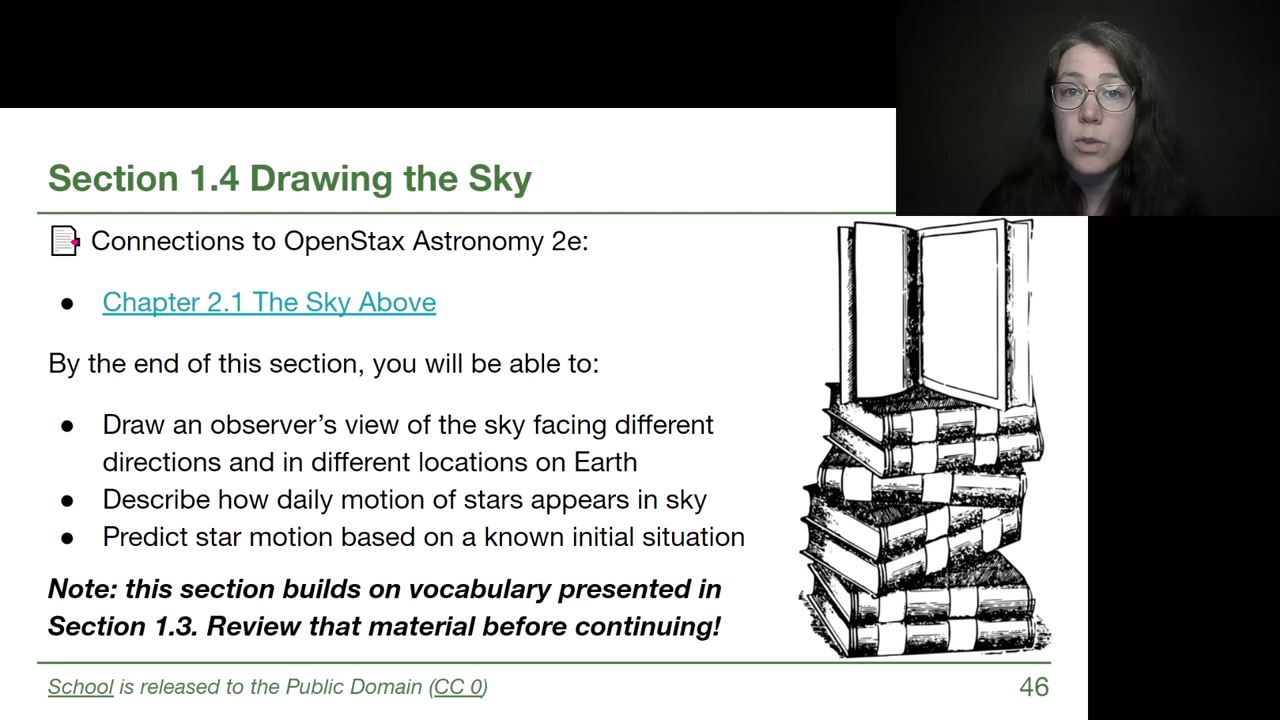 Section 1.4 Drawing the Sky
Connections to OpenStax Astronomy 2e:
● Chapter 2.1 The Sky Above
By the end of this section, you will be able to:
● Draw an observer’s view of the sky facing different
directions and in different locations on Earth
● Describe how daily motion of stars appears in sky
● Predict star motion based on a known initial situation
Note: this section builds on vocabulary presented in
Section 1.3. Review that material before continuing!
School is released to the Public Domain (CC 0)
46